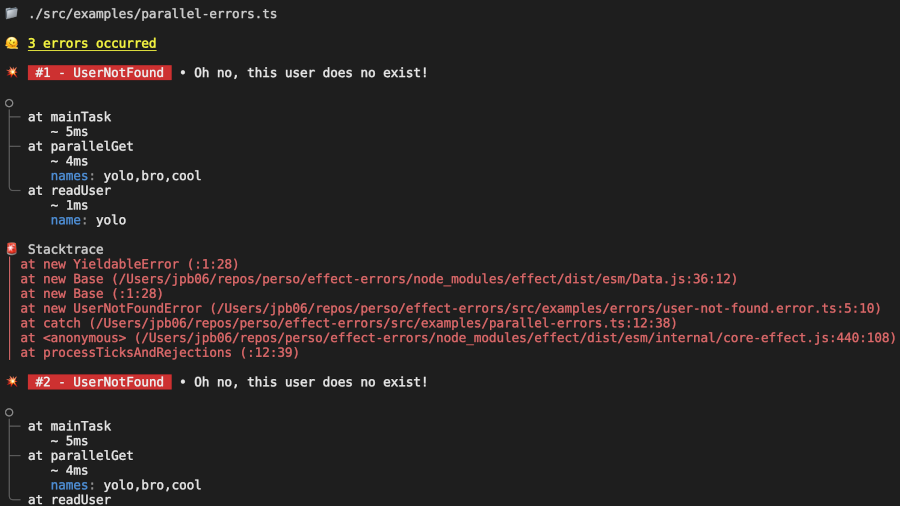 ./src/examples/parallel-errors.ts
3 errors occurred
#1 - UserNotFound • Oh no, this user does no exist!
at mainTask
~ 5ms
at parallelGet
~ 4ms
names: yolo,bro,cool
at readUser
~ 1ms
name: yolo
Stacktrace
at new YieldableError (:1:28)
at new Base (/Users/jpb06/repos/perso/effect-errors/node_modules/effect/dist/esm/Data.js:36:12)
at new Base (:1:28)
at new UserNotFoundError (/Users/jpb06/repos/perso/effect-errors/src/examples/errors/user-not-found.error.ts:5:10)
at catch (/Users/jpb06/repos/perso/effect-errors/src/examples/parallel-errors.ts:12:38)
at <anonymous> (/Users/jpb06/repos/perso/effect-errors/node_modules/effect/dist/esm/internal/core-effect.js:440:108)
at processTicksAndRejections (:12:39)
#2 - UserNotFound • Oh no, this user does no exist!
at mainTask
~ 5ms
at parallelGet
~ 4ms
names: yolo,bro,cool
at readUser